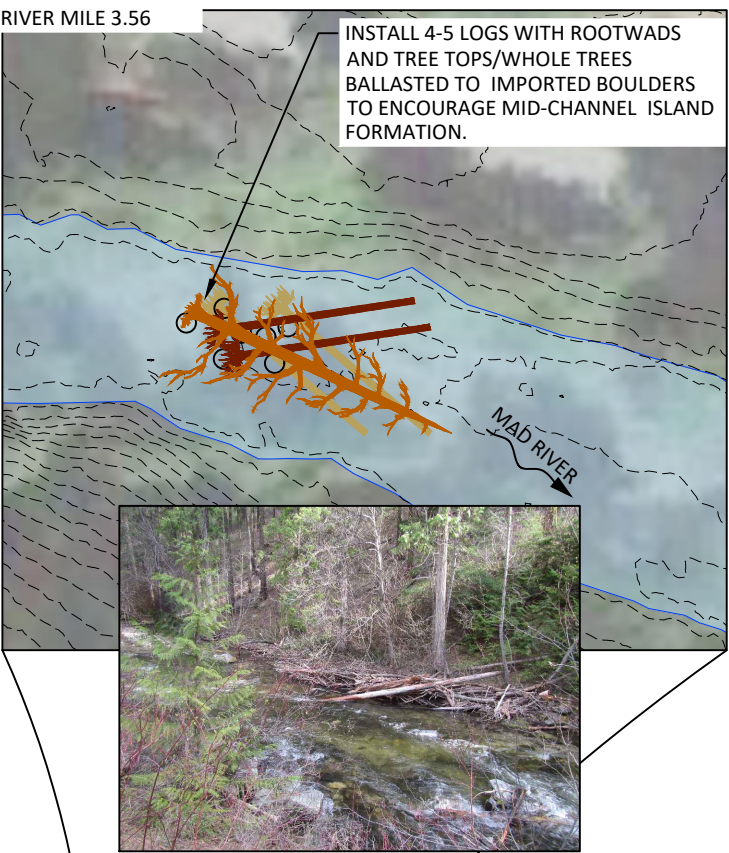 RIVER MILE 3.56
INSTALL 4-5 LOGS WITH ROOTWADS
AND TREE TOPS/WHOLE TREES
BALLASTED TO IMPORTED BOULDERS
TO ENCOURAGE MID-CHANNEL ISLAND
FORMATION.
MAD RIVER